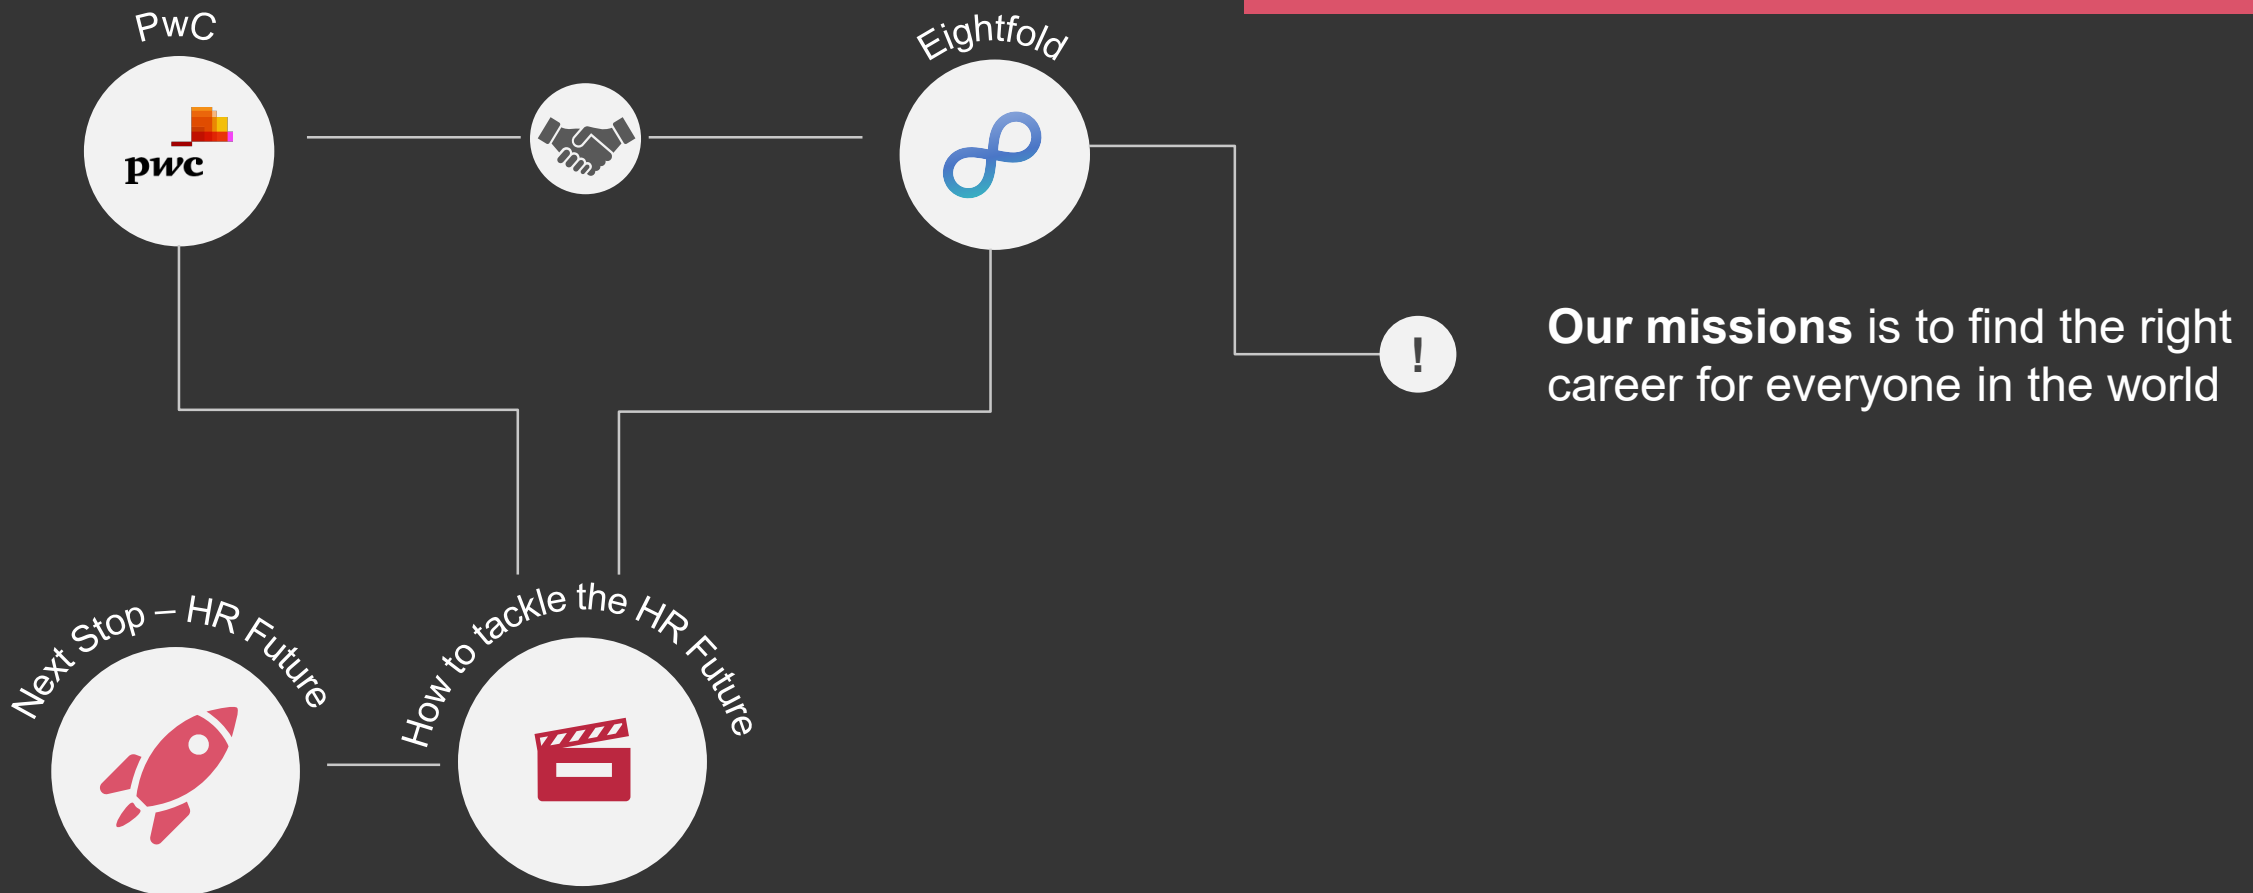 PwC
Eightfold
pwc
!
Our missions is to find the right
career for everyone in the world
Next Stop – HR Future
How to tackle the HR Future